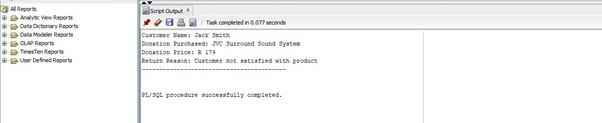 All Reports
Analytic View Reports
Data Dictionary Reports
Data Modeler Reports
OLAP Reports
TimesTen Reports
User Defined Reports
Script Output
Task completed in 0.077 seconds
Customer Name: Jack Smith
Donation Purchased: JVC Surround Sound System
Donation Price: R 179
Return Reason: Customer not satisfied with product
----------------------------------------
PL/SQL procedure successfully completed.